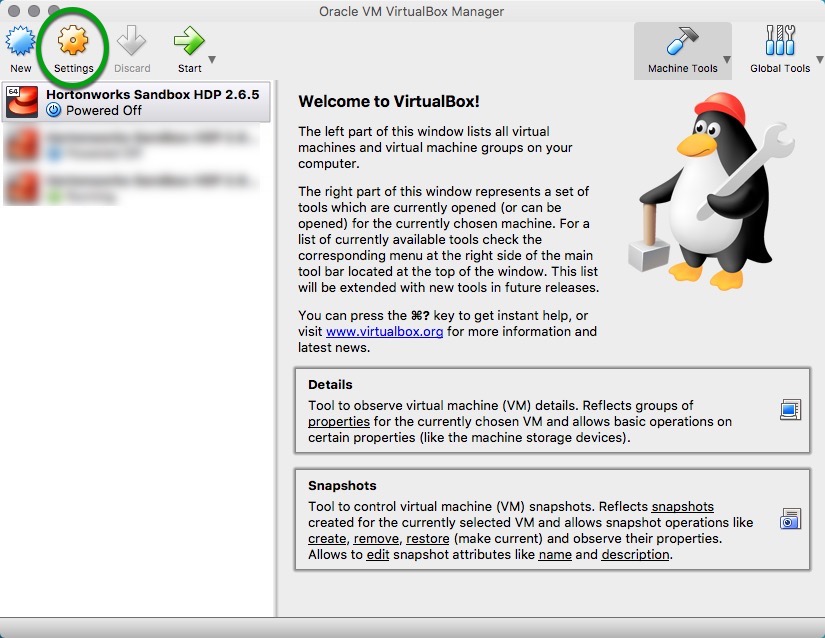 Oracle VM VirtualBox Manager
New
Settings
Discard
Start
Machine Tools
Global Tools
64
Hortonworks Sandbox HDP 2.6.5
Powered Off
Welcome to VirtualBox!
The left part of this window lists all virtual
machines and virtual machine groups on your
computer.
The right part of this window represents a set of
tools which are currently opened (or can be
opened) for the currently chosen machine. For a
list of currently available tools check the
corresponding menu at the right side of the main
tool bar located at the top of the window. This list
will be extended with new tools in future releases.
You can press the ⌘? key to get instant help, or
visit www.virtualbox.org for more information and
latest news.
Details
Tool to observe virtual machine (VM) details. Reflects groups of
properties for the currently chosen VM and allows basic operations on
certain properties (like the machine storage devices).
Snapshots
Tool to control virtual machine (VM) snapshots. Reflects snapshots
created for the currently selected VM and allows snapshot operations like
create, remove, restore (make current) and observe their properties.
Allows to edit snapshot attributes like name and description.